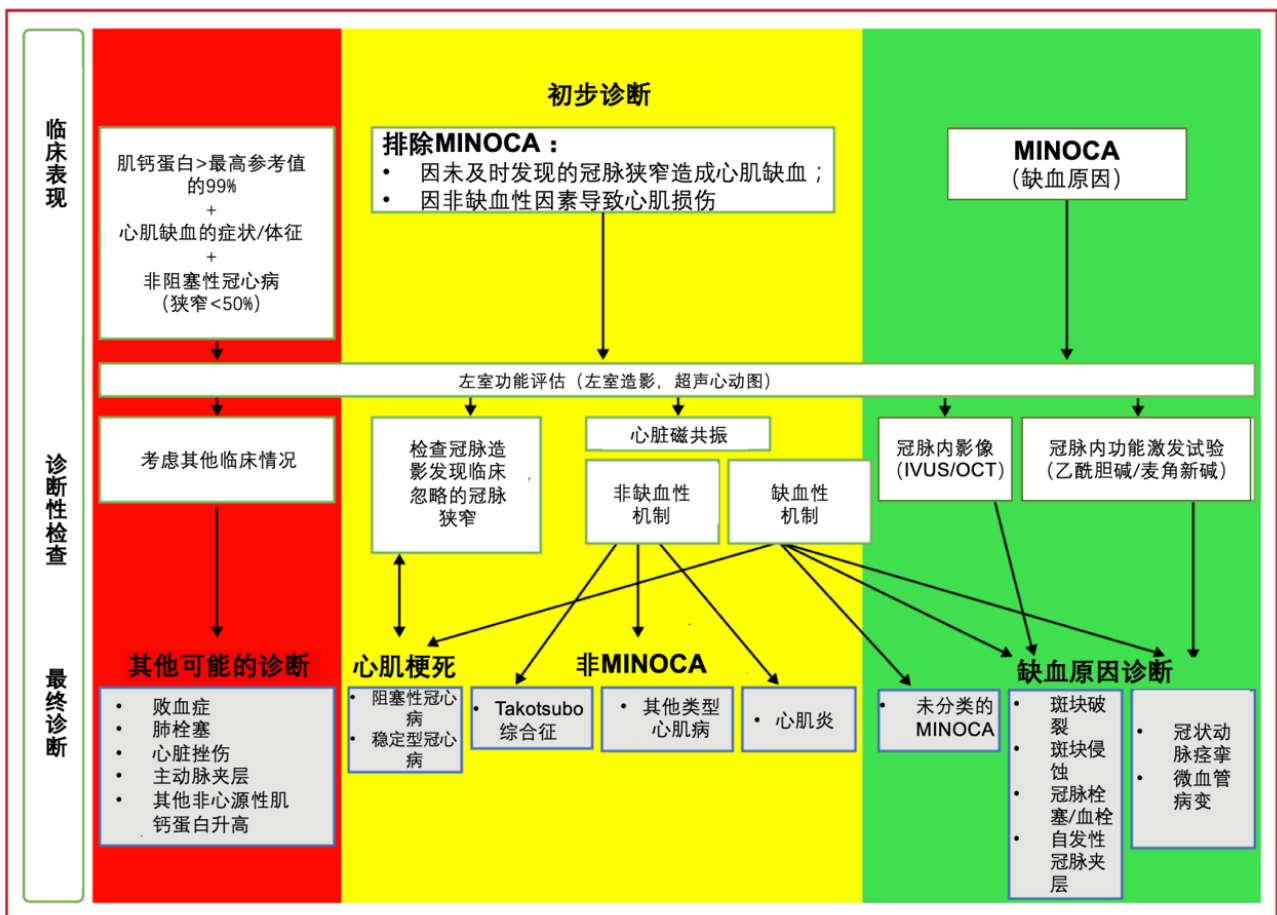 临床表现
诊断性检查
最终诊断
肌钙蛋白>最高参考值
的99%
+
心肌缺血的症状/体征
+
非阻塞性冠心病
(狭窄<50%)
初步诊断
排除MINOCA：
• 因未及时发现的冠脉狭窄造成心肌缺血；
• 因非缺血性因素导致心肌损伤
MINOCA
(缺血原因)
左室功能评估（左室造影，超声心动图）
考虑其他临床情况
检查冠脉造
影发现临床
忽略的冠脉
狭窄
心脏磁共振
非缺血性
机制
缺血性
机制
冠脉内影像
(IVUS/OCT)
冠脉内功能激发试验
(乙酰胆碱/麦角新碱)
其他可能的诊断
• 败血症
• 肺栓塞
• 心脏挫伤
• 主动脉夹层
• 其他非心源性肌
钙蛋白升高
心肌梗死
• 阻塞性冠心
病
• 稳定型冠心
病
非MINOCA
• Takotsubo
综合征
• 其他类型
心肌病
• 心肌炎
缺血原因诊断
• 未分类的
MINOCA
• 斑块破
裂
• 斑块侵
蚀
• 冠脉栓
塞/血栓
• 自发性
冠脉夹
层
• 冠状动
脉痉挛
• 微血管
病变